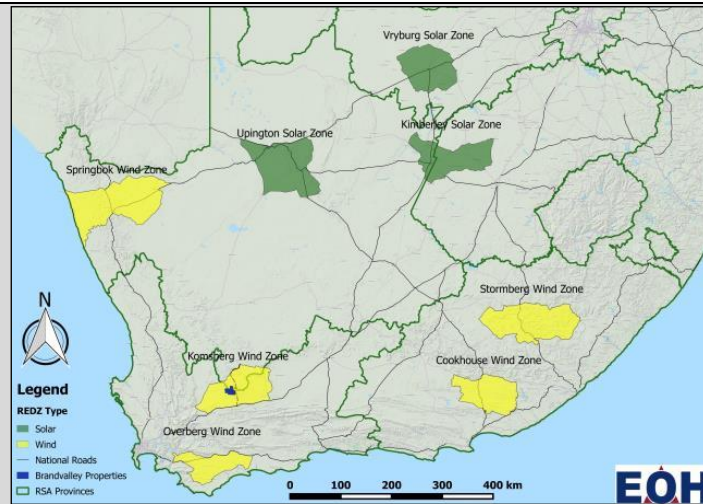 Vryburg Solar Zone
Kimberley Solar Zone
Upington Solar Zone
Springbok Wind Zone
Stormberg Wind Zone
N
Komsberg Wind Zone
Cookhouse Wind Zone
Legend
REDZ Type
Solar
Wind
National Roads
Brandvalley Properties
RSA Provinces
Overberg Wind Zone
0 100 200 300 400 km
EOH